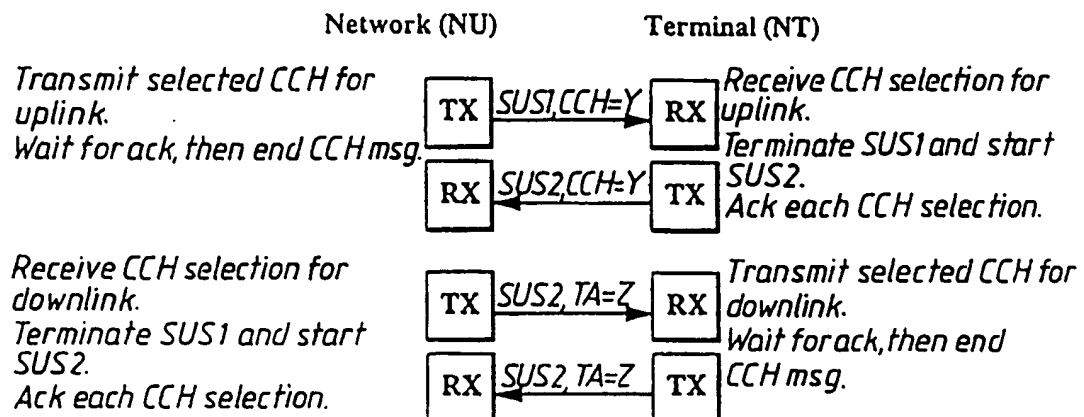 Network (NU) Terminal (NT)
Transmit selected CCH for
uplink.
Wait for ack, then end CCH msg.
TX SUS1,CCH=Y RX
RX SUS2,CCH=Y TX
Receive CCH selection for
uplink.
Terminate SUS1 and start
SUS2.
Ack each CCH selection.
Receive CCH selection for
downlink.
Terminate SUS1 and start
SUS2.
Ack each CCH selection.
TX SUS2, TA=Z RX
RX SUS2, TA=Z TX
Transmit selected CCH for
downlink.
Wait for ack, then end
CCH msg.